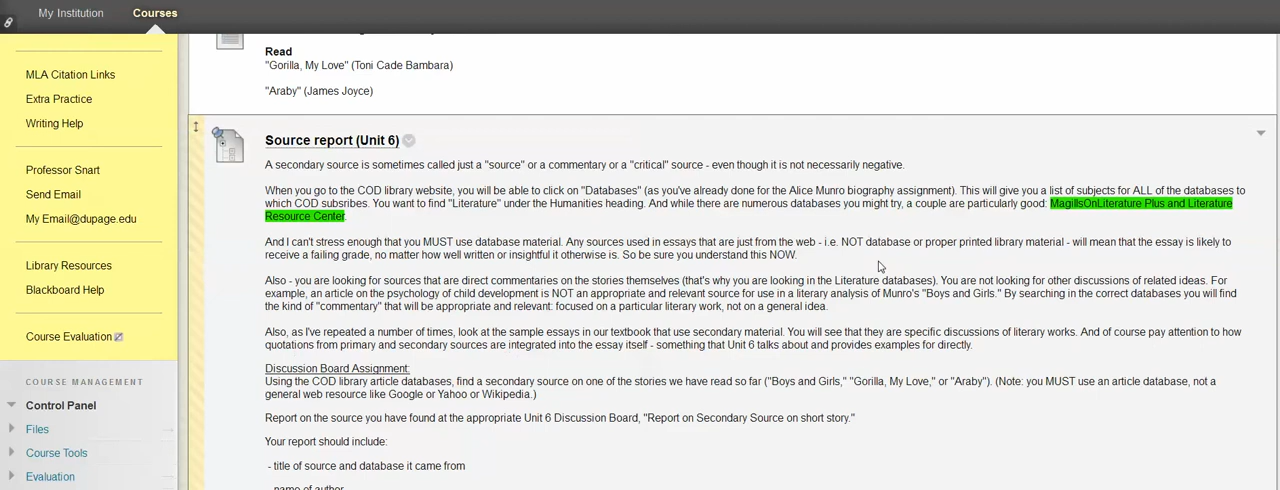 My Institution
Courses
MLA Citation Links
Extra Practice
Writing Help
Professor Snart
Send Email
My Email@dupage.edu
Library Resources
Blackboard Help
Course Evaluation
COURSE MANAGEMENT
Control Panel
Files
Course Tools
Evaluation
Read
"Gorilla, My Love" (Toni Cade Bambara)
"Araby" (James Joyce)
Source report (Unit 6)
A secondary source is sometimes called just a "source" or a commentary or a "critical" source - even though it is not necessarily negative.
When you go to the COD library website, you will be able to click on "Databases" (as you've already done for the Alice Munro biography assignment). This will give you a list of subjects for ALL of the databases to
which COD subsribes. You want to find "Literature" under the Humanities heading. And while there are numerous databases you might try, a couple are particularly good: MagillsOnLiterature Plus and Literature
Resource Center.
And I can't stress enough that you MUST use database material. Any sources used in essays that are just from the web - i.e. NOT database or proper printed library material - will mean that the essay is likely to
receive a failing grade, no matter how well written or insightful it otherwise is. So be sure you understand this NOW.
Also - you are looking for sources that are direct commentaries on the stories themselves (that's why you are looking in the Literature databases). You are not looking for other discussions of related ideas. For
example, an article on the psychology of child development is NOT an appropriate and relevant source for use in a literary analysis of Munro's "Boys and Girls." By searching in the correct databases you will find
the kind of "commentary" that will be appropriate and relevant: focused on a particular literary work, not on a general idea.
Also, as I've repeated a number of times, look at the sample essays in our textbook that use secondary material. You will see that they are specific discussions of literary works. And of course pay attention to how
quotations from primary and secondary sources are integrated into the essay itself - something that Unit 6 talks about and provides examples for directly.
Discussion Board Assignment:
Using the COD library article databases, find a secondary source on one of the stories we have read so far ("Boys and Girls," "Gorilla, My Love," or "Araby"). (Note: you MUST use an article database, not a
general web resource like Google or Yahoo or Wikipedia.)
Report on the source you have found at the appropriate Unit 6 Discussion Board, "Report on Secondary Source on short story."
Your report should include:
- title of source and database it came from
- name of author